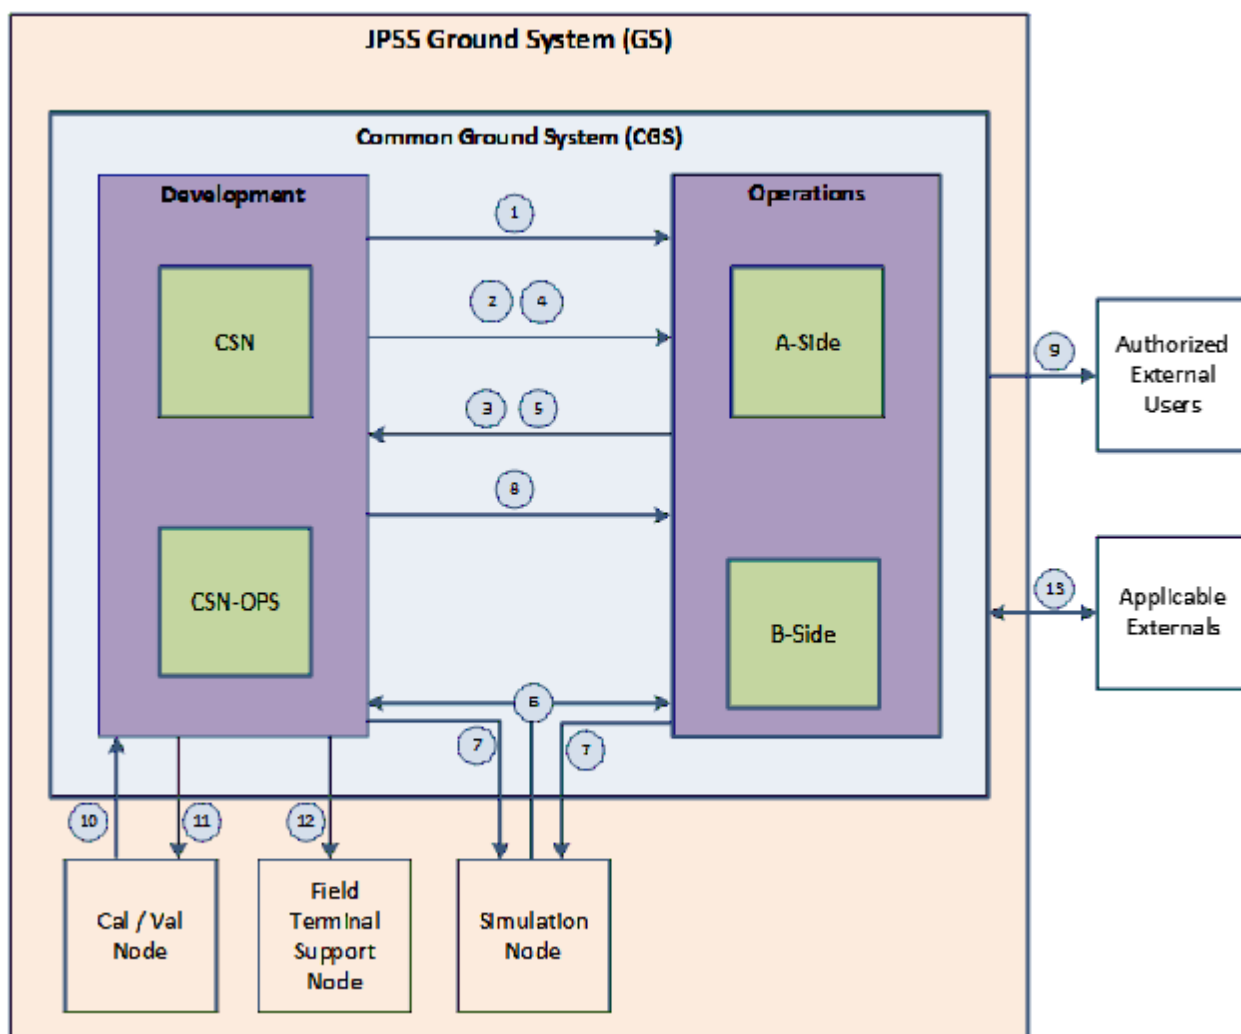 JPSS Ground System (GS)
Common Ground System (CGS)
Development
Operations
1
CSN
2
4
A-Side
3
5
8
CSN-OPS
B-Side
6
7
7
9
Authorized
External
Users
13
Applicable
Externals
10
11
12
Cal / Val
Node
Field
Terminal
Support
Node
Simulation
Node